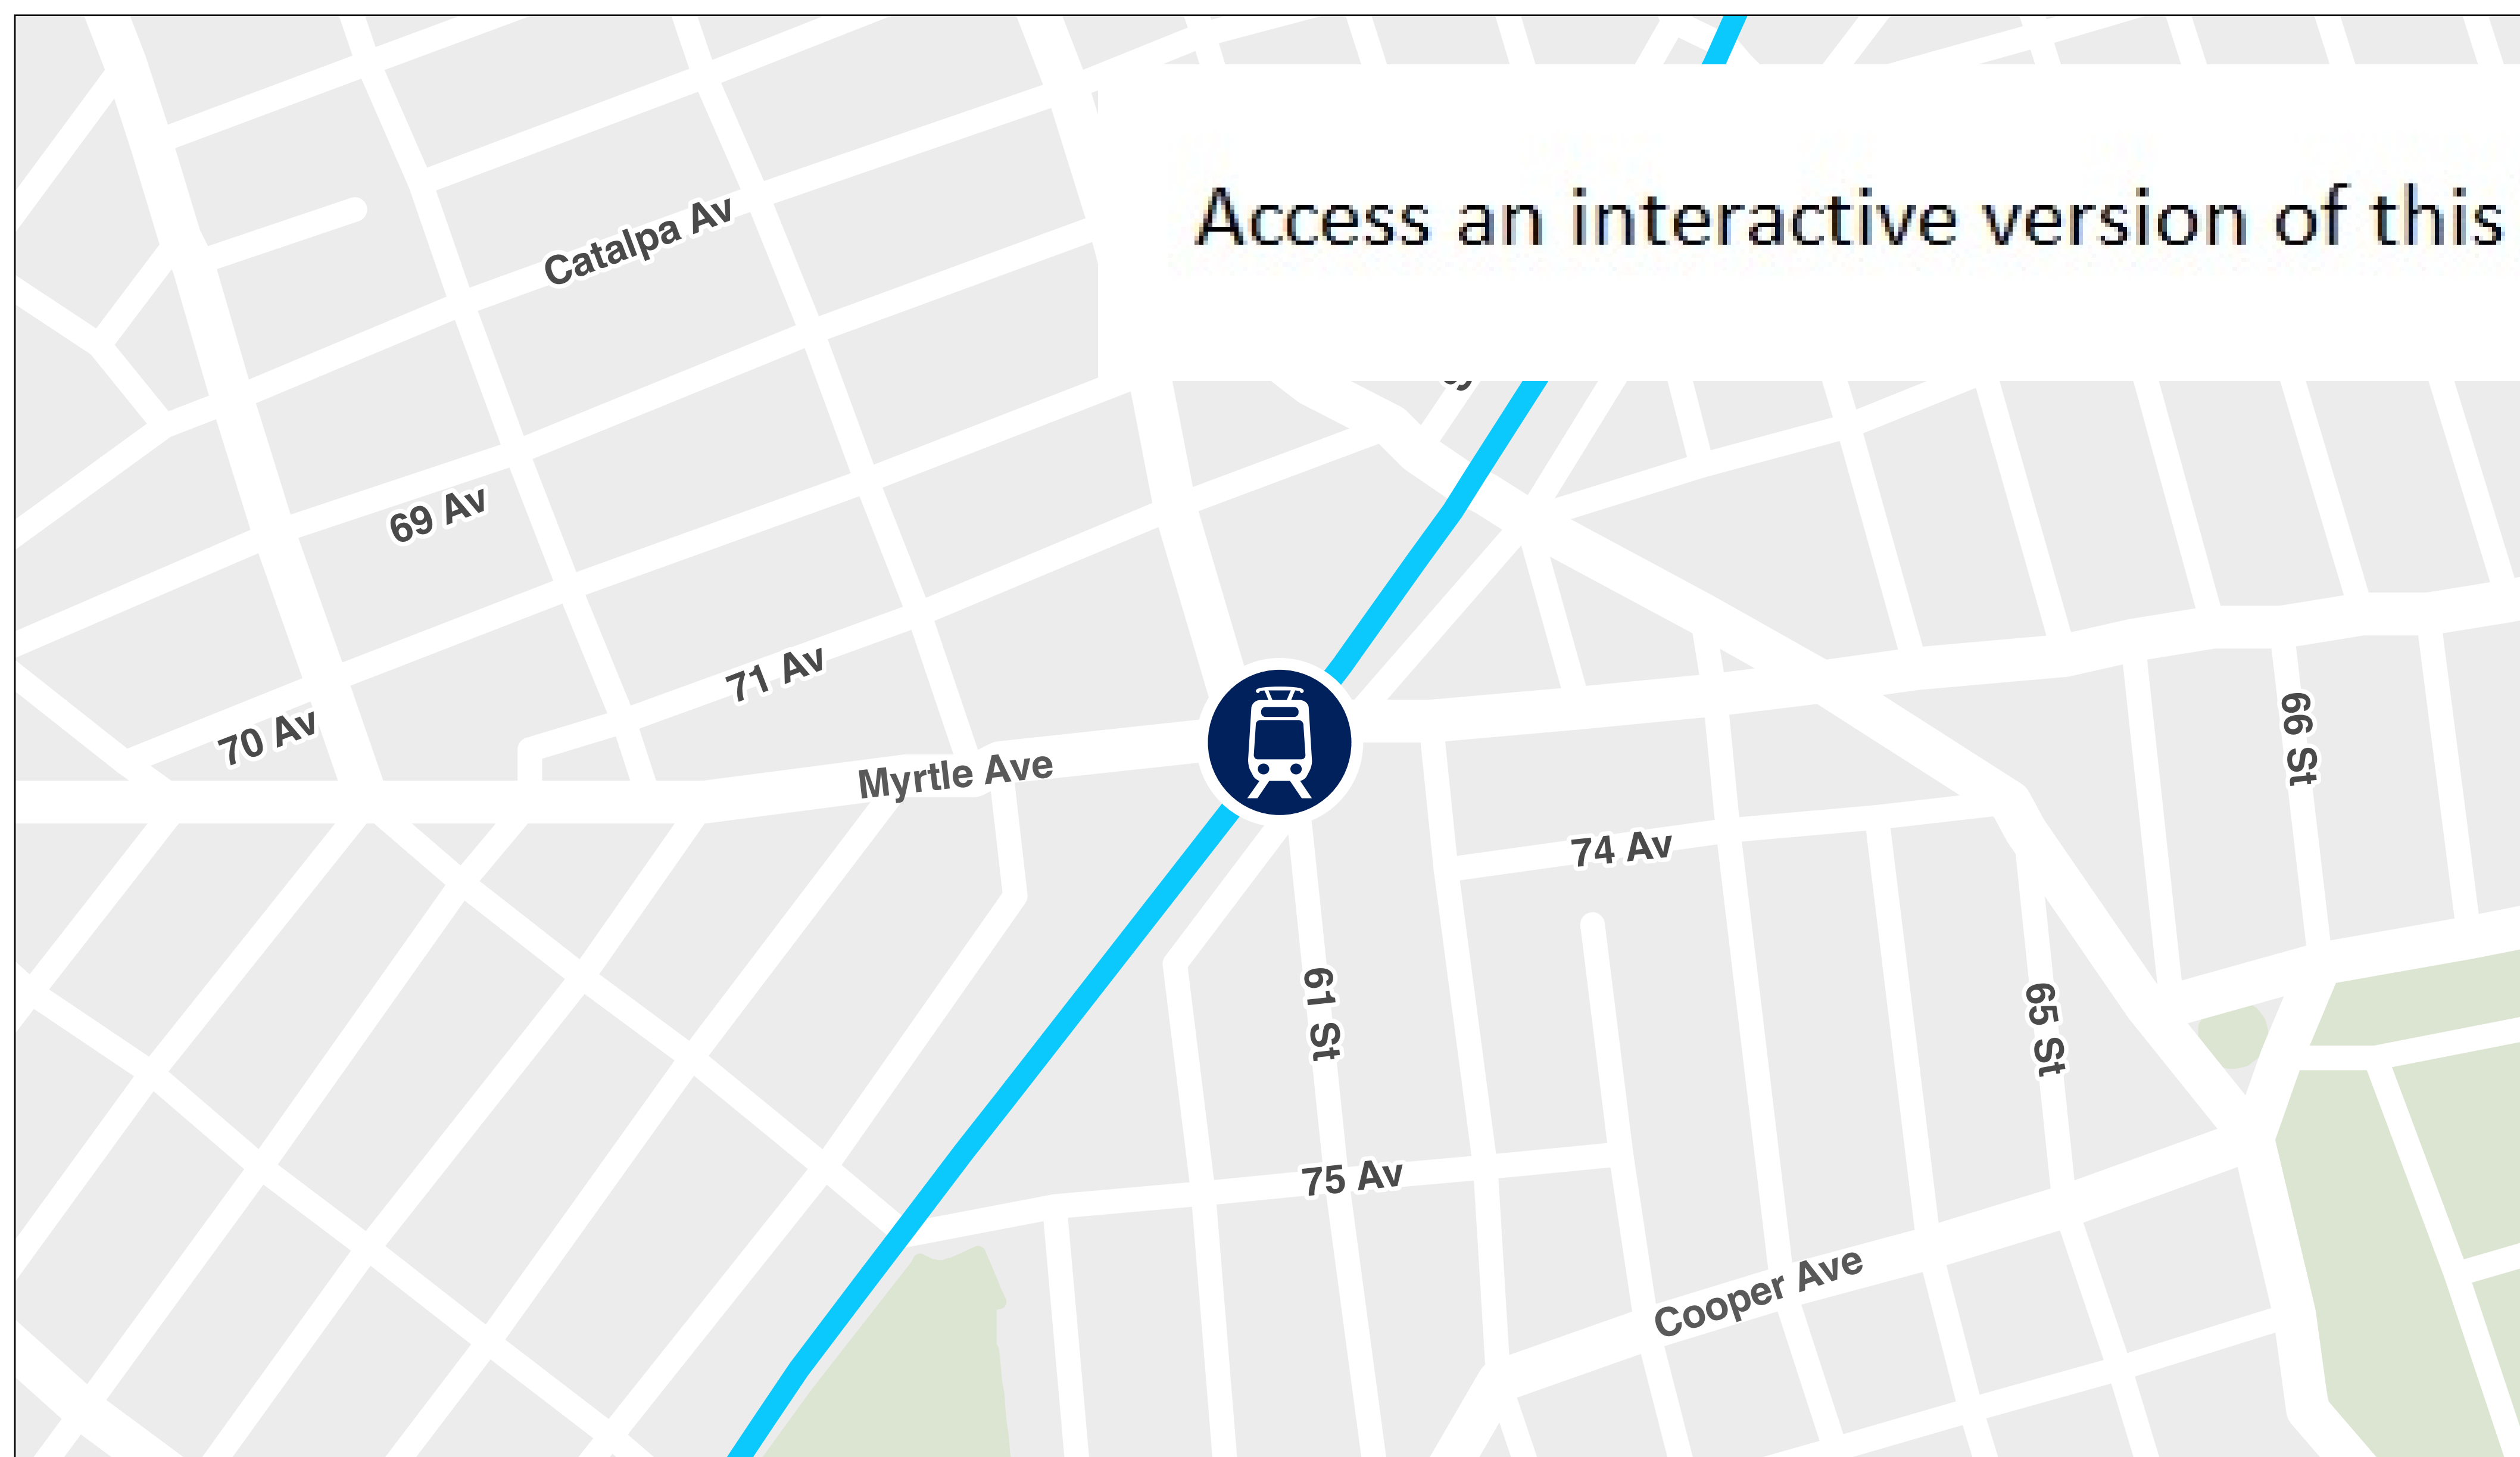 Access an interactive version of this
Catalpa Av
69 Av
71 Av
70 Av
Myrtle Ave
66 St
74 Av
61 St
65 St
75 Av
Cooper Ave